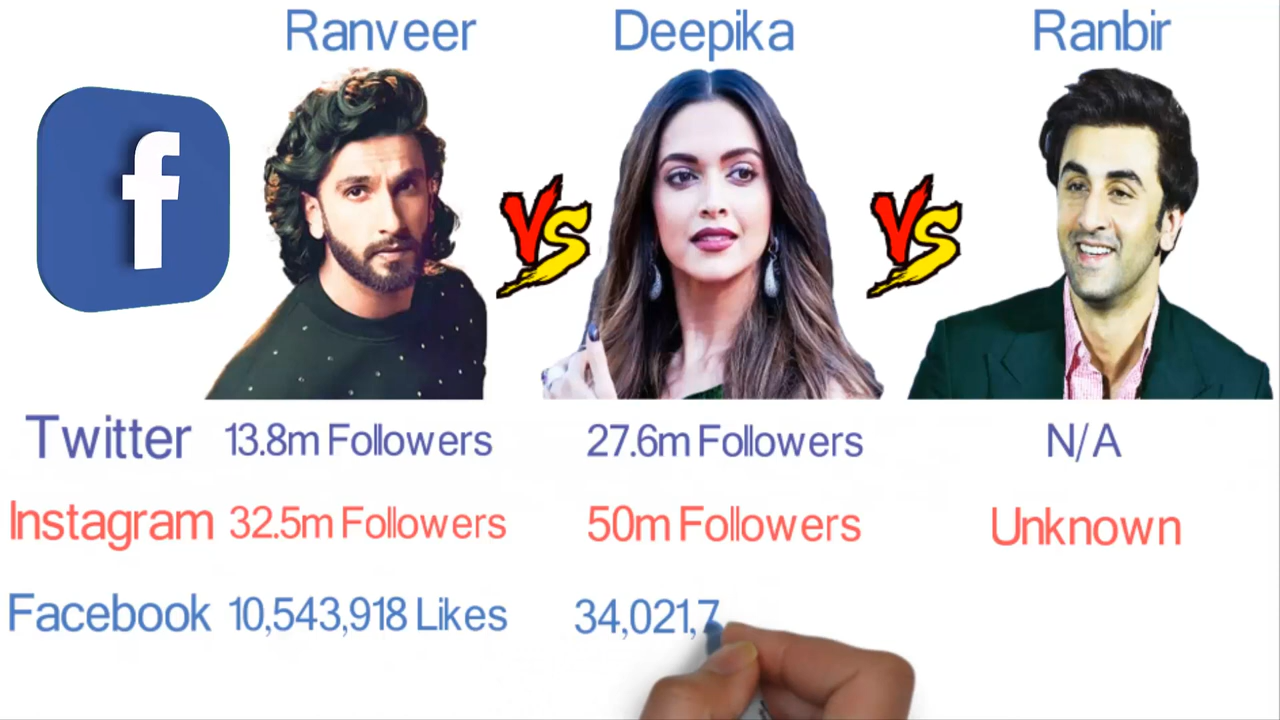 Ranveer Deepika Ranbir
f
VS VS
Twitter 13.8m Followers 27.6m Followers N/A
Instagram 32.5m Followers 50m Followers Unknown
Facebook 10,543,918 Likes 34,021,7